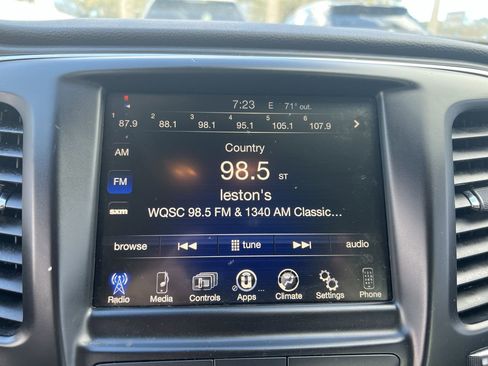 7:23 E 71° out.
1 87.9 2 88.1 3 98.1 4 95.1 5 105.1 6 107.9
Country
AM
98.5 ST
FM
leston's
sxm
WQSC 98.5 FM & 1340 AM Classic...
browse tune audio
Radio Media Controls Apps Climate Settings Phone